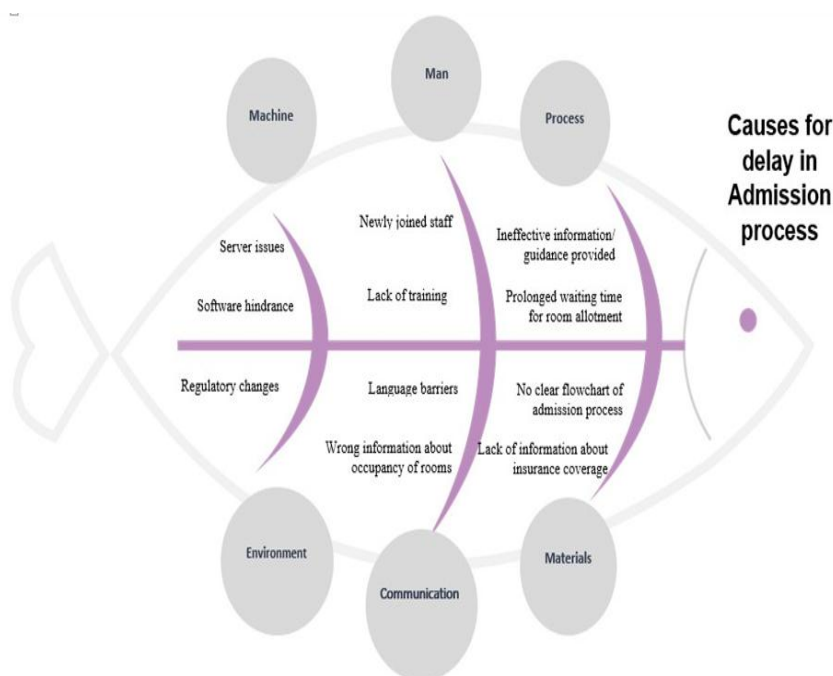 Man
Machine
Process
Causes for
delay in
Admission
process
Server issues
Software hindrance
Newly joined staff
Lack of training
Ineffective information/
guidance provided
Prolonged waiting time
for room allotment
Regulatory changes
Language barriers
Wrong information about
occupancy of rooms
No clear flowchart of
admission process
Lack of information about
insurance coverage
Environment
Communication
Materials